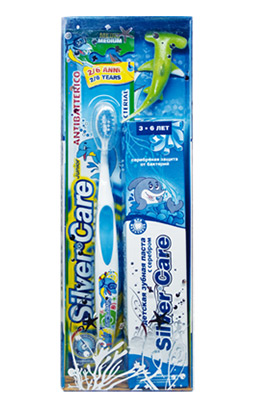 MEDIUM
2/6 ANNI
2/6 YEARS
ANTIBATTERICO
3 - 6 ЛЕТ
серебряная защита
от бактерий
Silver Care
детская зубная паста
с серебром
Silver Care